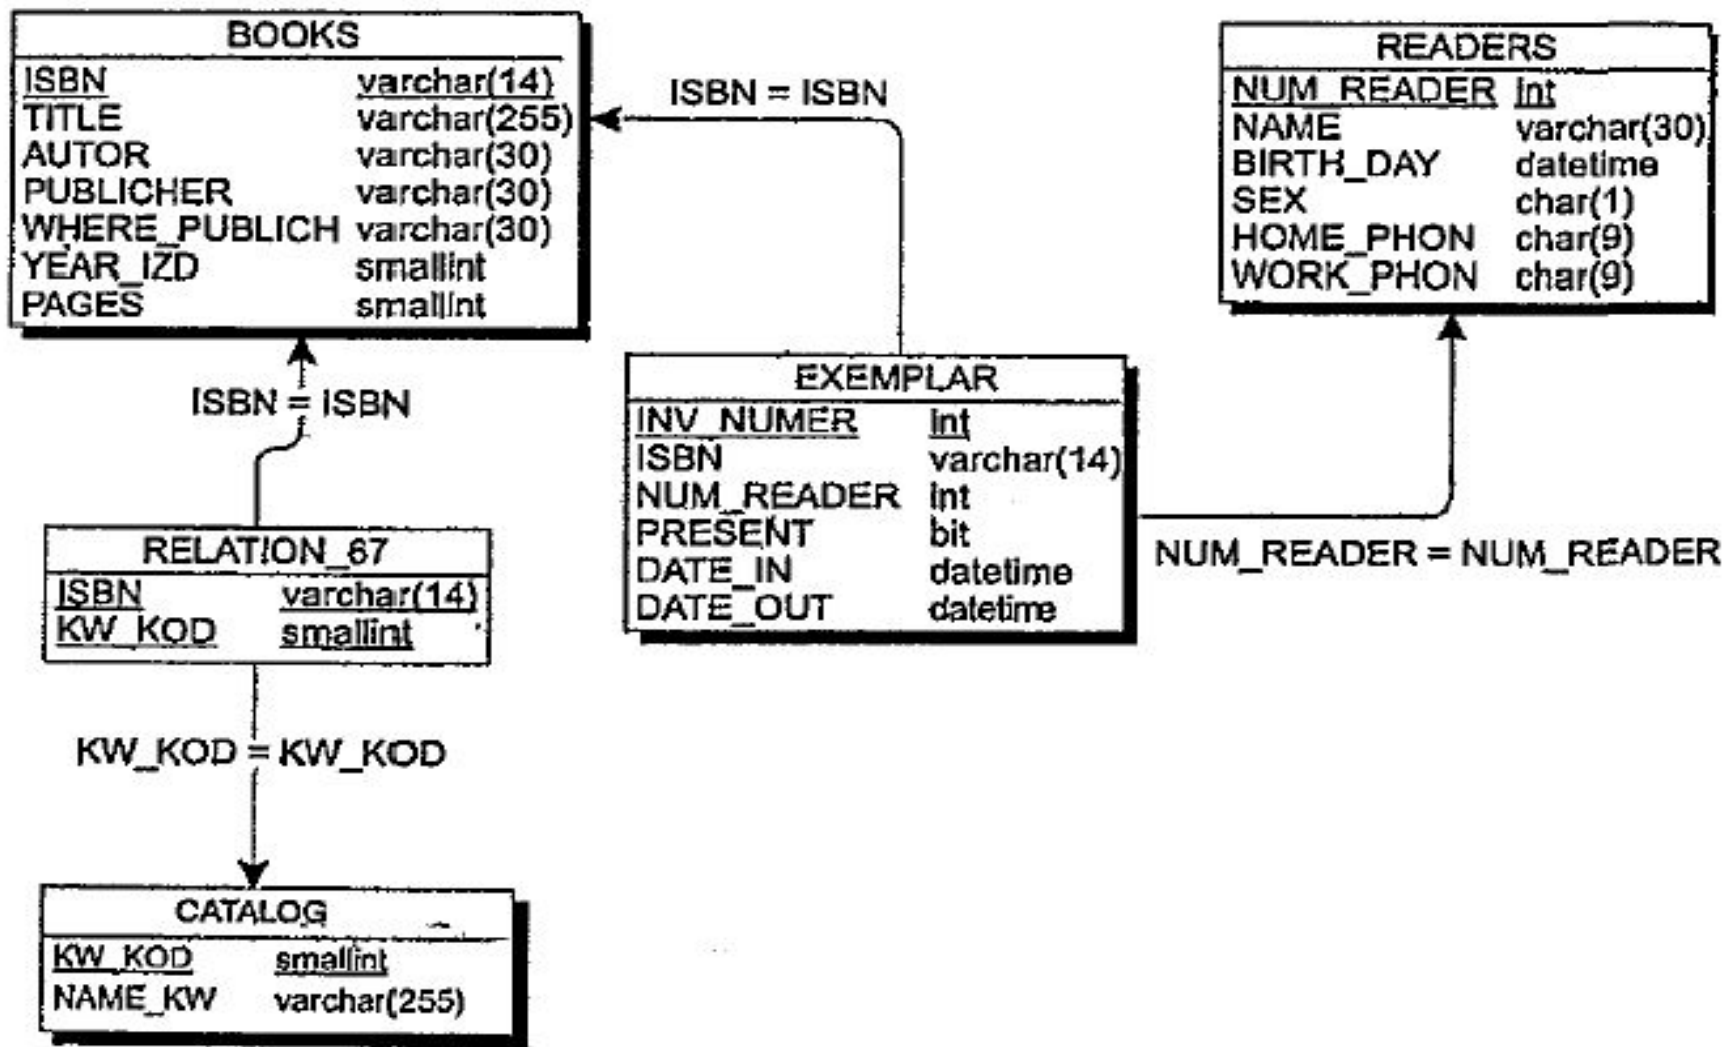 BOOKS
ISBN varchar(14)
TITLE varchar(255)
AUTOR varchar(30)
PUBLICHER varchar(30)
WHERE_PUBLICH varchar(30)
YEAR_IZD smallint
PAGES smallint
ISBN = ISBN
READERS
NUM_READER int
NAME varchar(30)
BIRTH_DAY datetime
SEX char(1)
HOME_PHON char(9)
WORK_PHON char(9)
ISBN = ISBN
EXEMPLAR
INV_NUMER int
ISBN varchar(14)
NUM_READER int
PRESENT bit
DATE_IN datetime
DATE_OUT datetime
NUM_READER = NUM_READER
RELATION_67
ISBN varchar(14)
KW_KOD smallint
KW_KOD = KW_KOD
CATALOG
KW_KOD smallint
NAME_KW varchar(255)